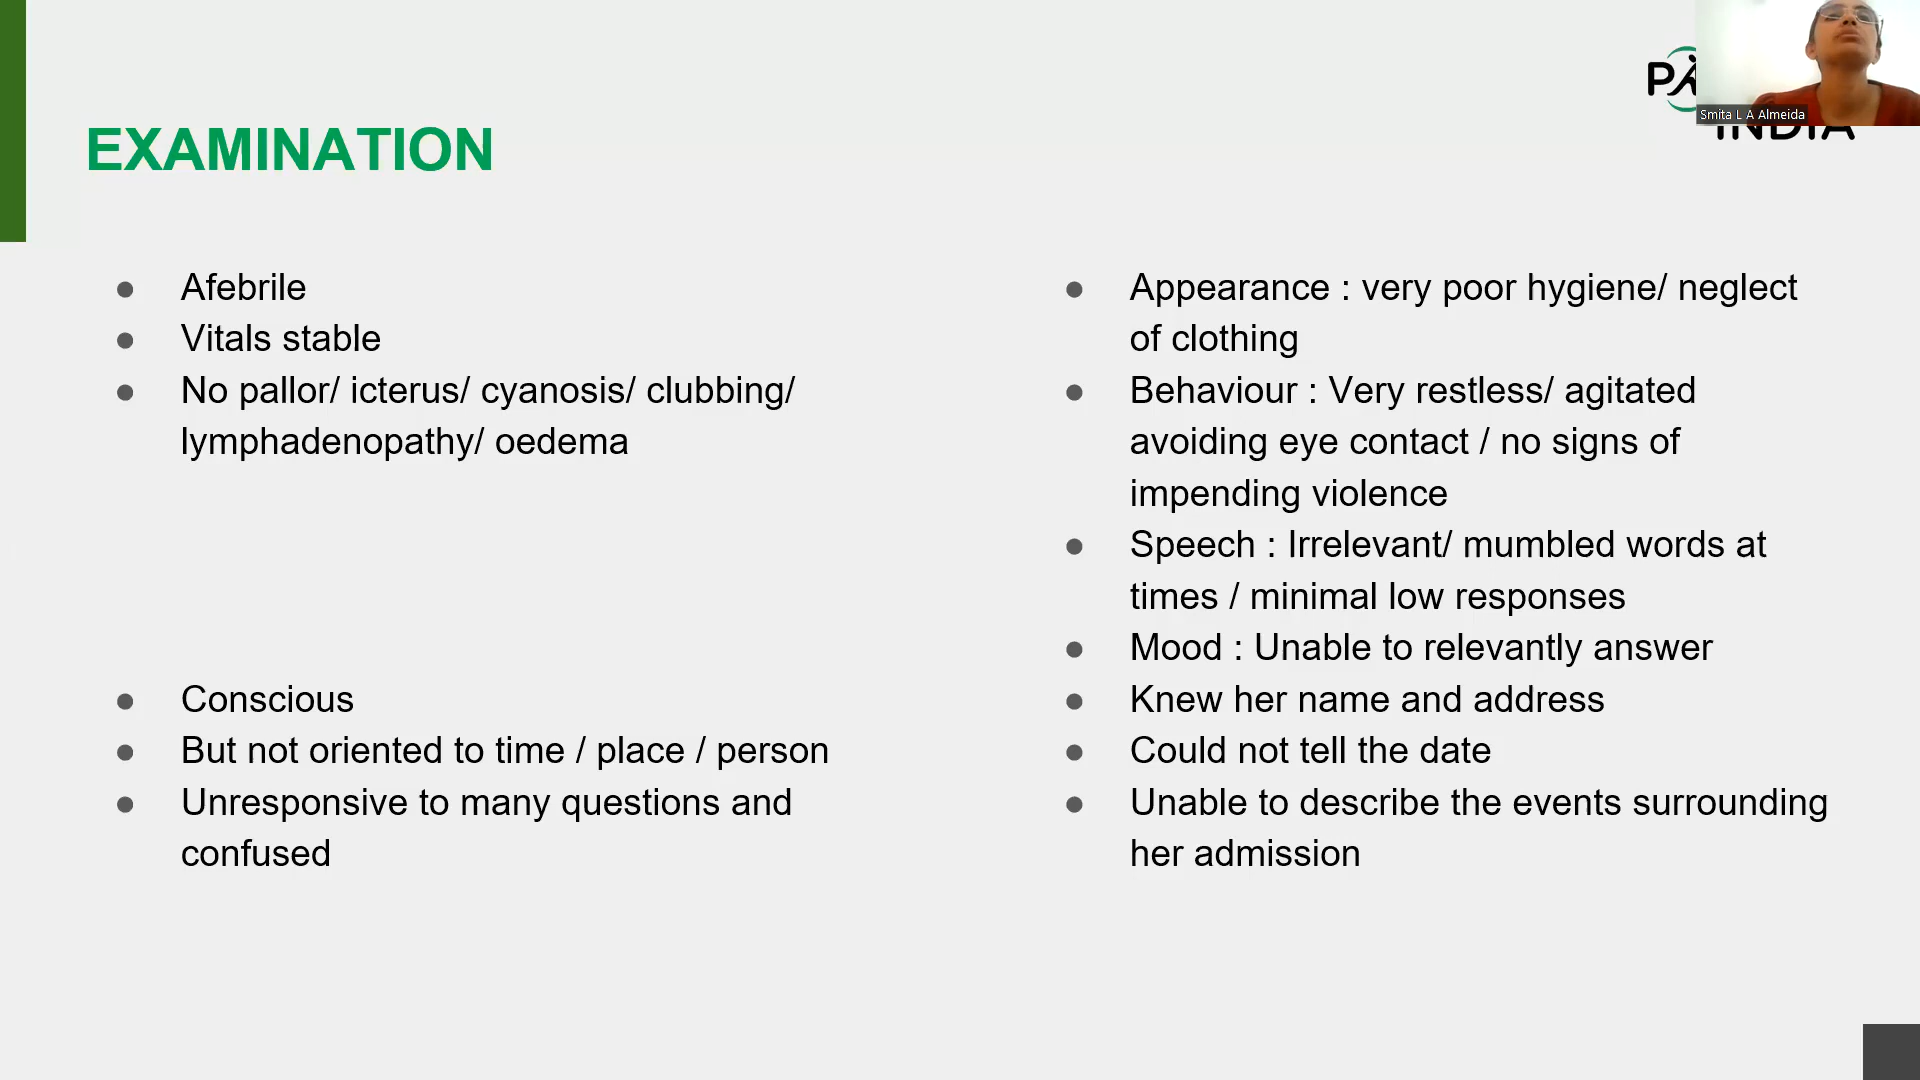 Smita L A Almeida
INDIA
EXAMINATION
● Afebrile
● Vitals stable
● No pallor/ icterus/ cyanosis/ clubbing/
lymphadenopathy/ oedema
● Conscious
● But not oriented to time / place / person
● Unresponsive to many questions and
confused
● Appearance : very poor hygiene/ neglect
of clothing
● Behaviour : Very restless/ agitated
avoiding eye contact / no signs of
impending violence
● Speech : Irrelevant/ mumbled words at
times / minimal low responses
● Mood : Unable to relevantly answer
● Knew her name and address
● Could not tell the date
● Unable to describe the events surrounding
her admission